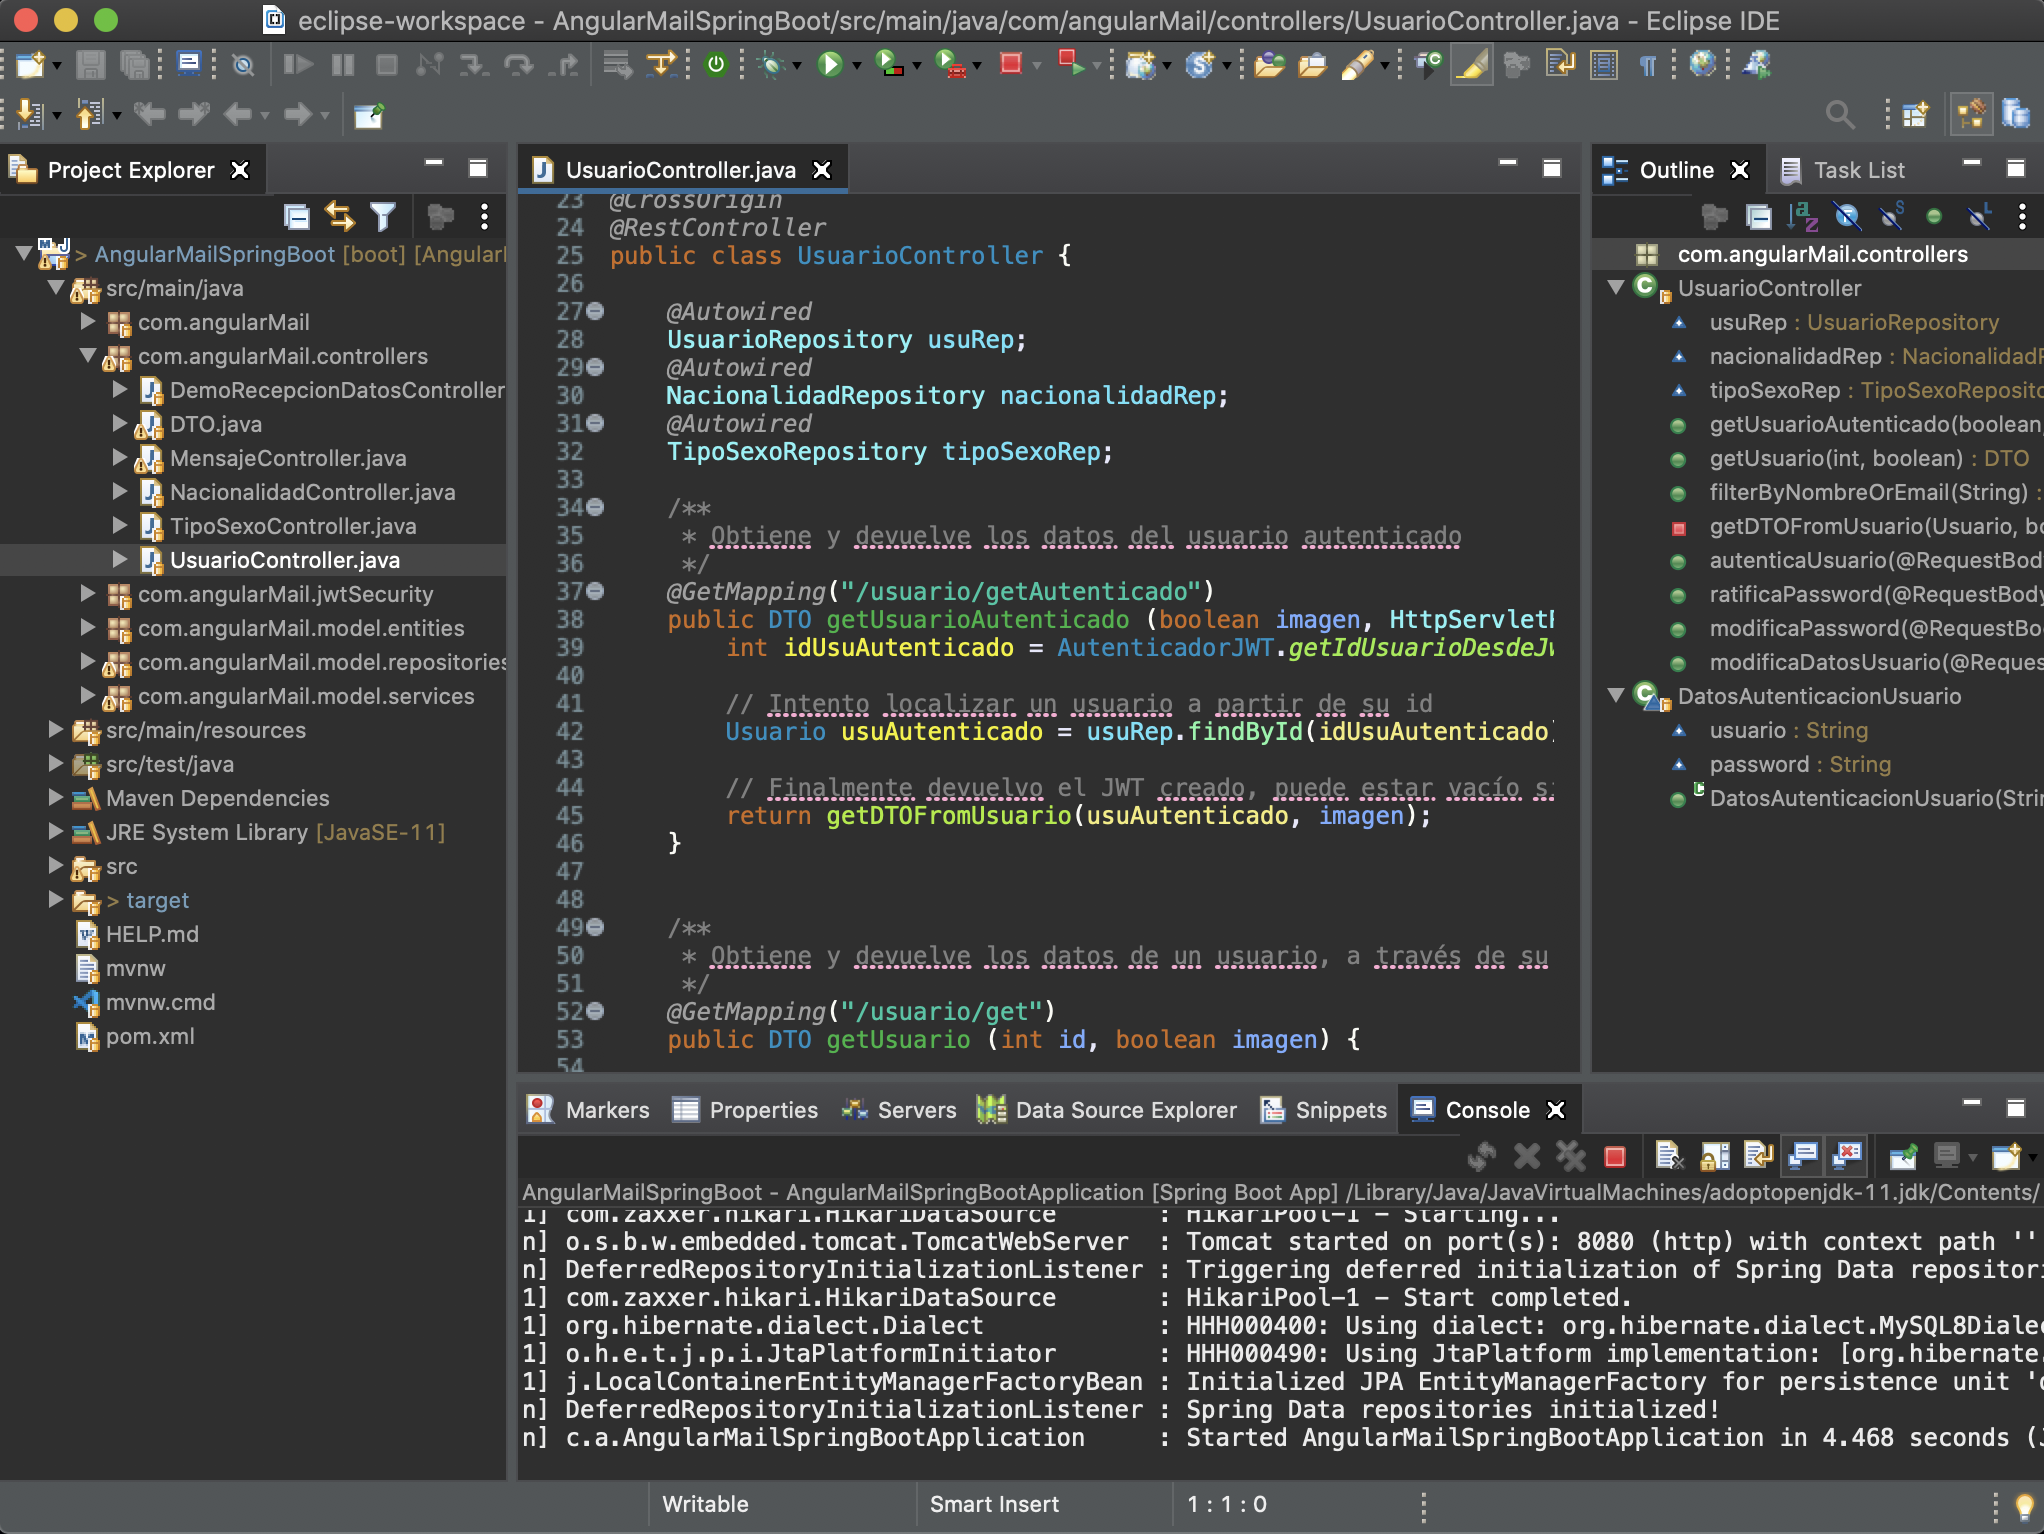 eclipse-workspace - AngularMailSpringBoot/src/main/java/com/angularMail/controllers/UsuarioController.java - Eclipse IDE
Project Explorer
> AngularMailSpringBoot [boot] [Angular
src/main/java
com.angularMail
com.angularMail.controllers
DemoRecepcionDatosController
DTO.java
MensajeController.java
NacionalidadController.java
TipoSexoController.java
UsuarioController.java
com.angularMail.jwtSecurity
com.angularMail.model.entities
com.angularMail.model.repositories
com.angularMail.model.services
src/main/resources
src/test/java
Maven Dependencies
JRE System Library [JavaSE-11]
src
> target
HELP.md
mvnw
mvnw.cmd
pom.xml
UsuarioController.java
23 @CrossOrigin
24 @RestController
25 public class UsuarioController {
26
27 @Autowired
28 UsuarioRepository usuRep;
29 @Autowired
30 NacionalidadRepository nacionalidadRep;
31 @Autowired
32 TipoSexoRepository tipoSexoRep;
33
34 /**
35 * Obtiene y devuelve los datos del usuario autenticado
36 */
37 @GetMapping("/usuario/getAutenticado")
38 public DTO getUsuarioAutenticado (boolean imagen, HttpServlet
39 int idUsuAutenticado = AutenticadorJWT.getIdUsuarioDesdeJ
40
41 // Intento localizar un usuario a partir de su id
42 Usuario usuAutenticado = usuRep.findById(idUsuAutenticado)
43
44 // Finalmente devuelvo el JWT creado, puede estar vacío si
45 return getDTOFromUsuario(usuAutenticado, imagen);
46 }
47
48
49 /**
50 * Obtiene y devuelve los datos de un usuario, a través de su
51 */
52 @GetMapping("/usuario/get")
53 public DTO getUsuario (int id, boolean imagen) {
54
Outline Task List
com.angularMail.controllers
UsuarioController
usuRep : UsuarioRepository
nacionalidadRep : Nacionalidad
tipoSexoRep : TipoSexoReposito
getUsuarioAutenticado(boolean,
getUsuario(int, boolean) : DTO
filterByNombreOrEmail(String) :
getDTOFromUsuario(Usuario, bo
autenticaUsuario(@RequestBod
ratificaPassword(@RequestBody
modificaPassword(@RequestBo
modificaDatosUsuario(@Reques
DatosAutenticacionUsuario
usuario : String
password : String
DatosAutenticacionUsuario(Strin
Markers Properties Servers Data Source Explorer Snippets Console
AngularMailSpringBoot - AngularMailSpringBootApplication [Spring Boot App] /Library/Java/JavaVirtualMachines/adoptopenjdk-11.jdk/Contents/
1] com.zaxxer.hikari.HikariDataSource : HikariPool-1 - Starting...
n] o.s.b.w.embedded.tomcat.TomcatWebServer : Tomcat started on port(s): 8080 (http) with context path ''
n] DeferredRepositoryInitializationListener : Triggering deferred initialization of Spring Data repositori
1] com.zaxxer.hikari.HikariDataSource : HikariPool-1 - Start completed.
1] org.hibernate.dialect.Dialect : HHH000400: Using dialect: org.hibernate.dialect.MySQL8Diale
1] o.h.e.t.j.p.i.JtaPlatformInitiator : HHH000490: Using JtaPlatform implementation: [org.hibernate.
1] j.LocalContainerEntityManagerFactoryBean : Initialized JPA EntityManagerFactory for persistence unit '
n] DeferredRepositoryInitializationListener : Spring Data repositories initialized!
n] c.a.AngularMailSpringBootApplication : Started AngularMailSpringBootApplication in 4.468 seconds (
Writable Smart Insert 1 : 1 : 0